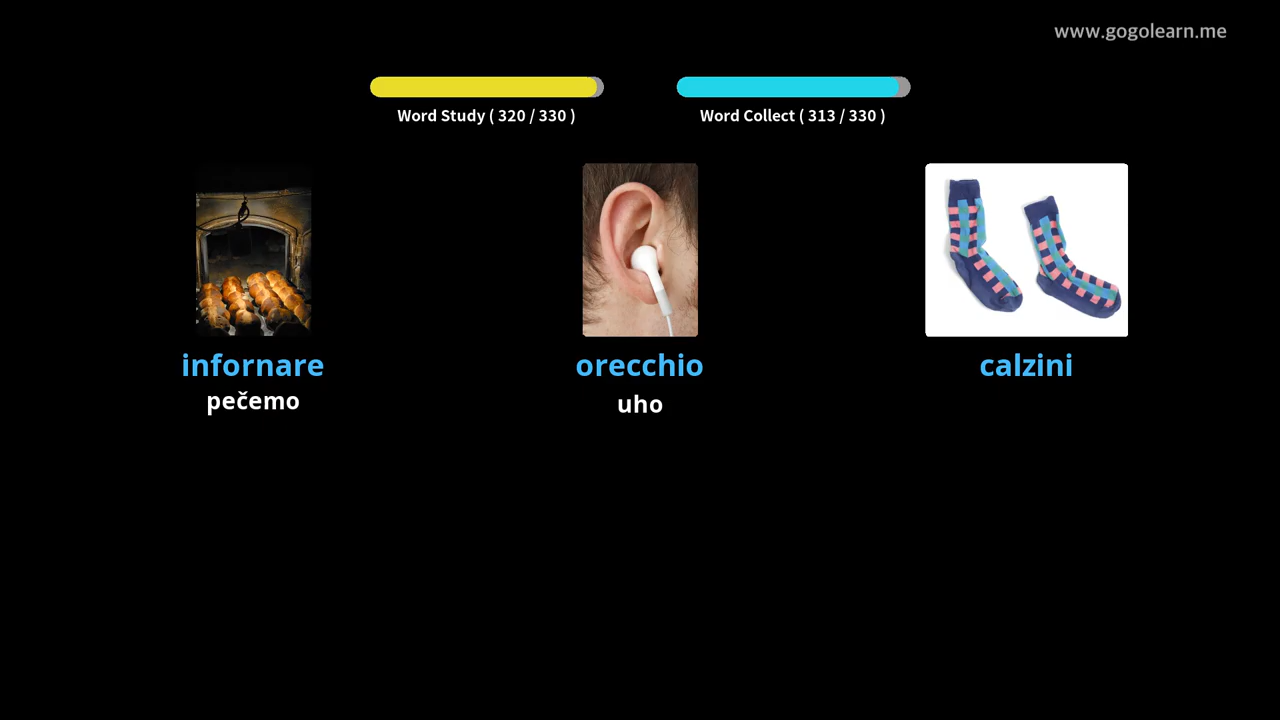 www.gogolearn.me
Word Study ( 320 / 330 )
Word Collect ( 313 / 330 )
infornare
orecchio
calzini
pečemo
uho